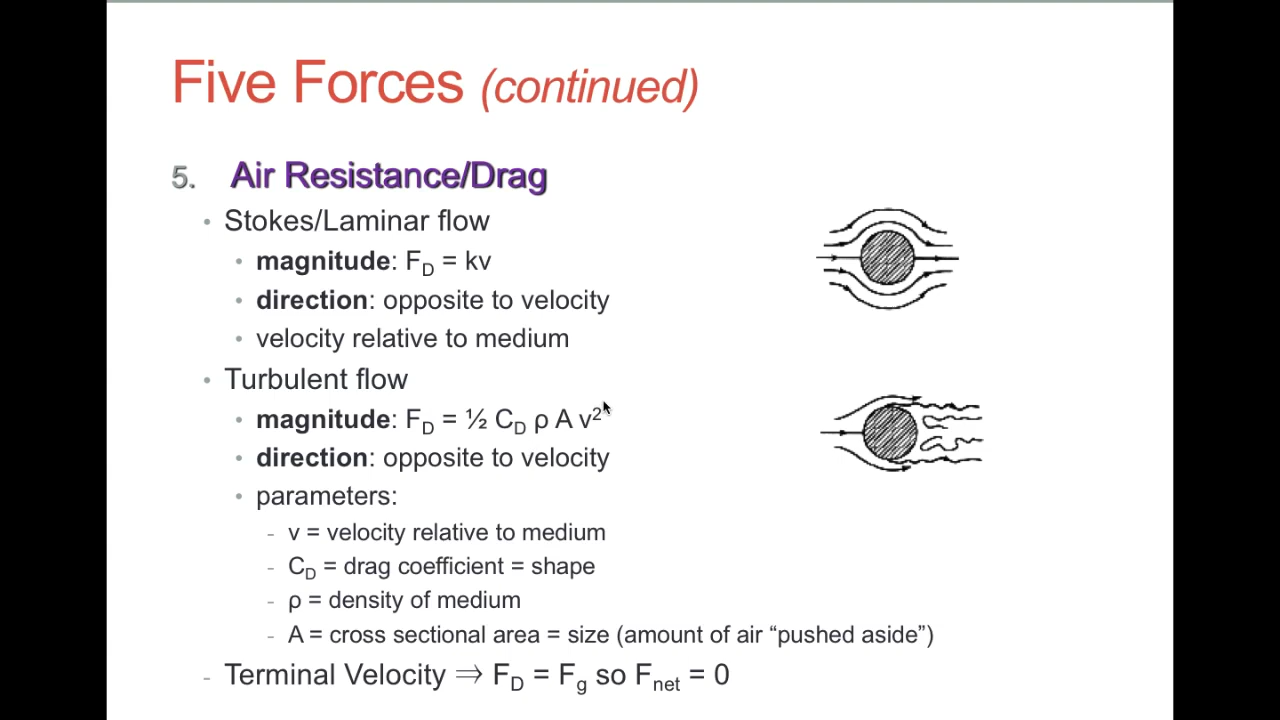 Five Forces (continued)
5. Air Resistance/Drag
• Stokes/Laminar flow
• magnitude: F_D = kv
• direction: opposite to velocity
• velocity relative to medium
• Turbulent flow
• magnitude: F_D = ½ C_D ρ A v²
• direction: opposite to velocity
• parameters:
- v = velocity relative to medium
- C_D = drag coefficient = shape
- ρ = density of medium
- A = cross sectional area = size (amount of air “pushed aside”)
- Terminal Velocity ⇒ F_D = F_g so F_net = 0